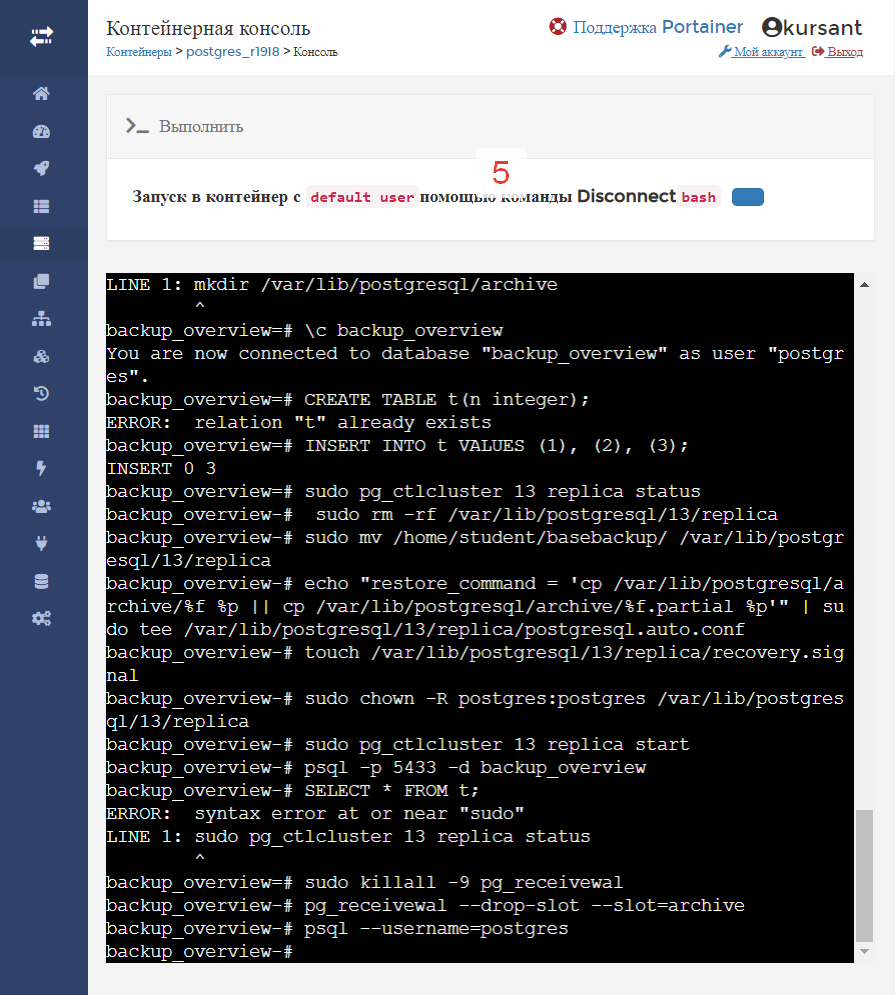 Контейнерная консоль
Контейнеры > postgres_r19l8 > Консоль
Поддержка Portainer
kursant
Мой аккаунт Выход
Выполнить
5
Запуск в контейнер с default user помощью команды Disconnect bash
LINE 1: mkdir /var/lib/postgresql/archive
^
backup_overview=# \c backup_overview
You are now connected to database "backup_overview" as user "postgr
es".
backup_overview=# CREATE TABLE t(n integer);
ERROR:  relation "t" already exists
backup_overview=# INSERT INTO t VALUES (1), (2), (3);
INSERT 0 3
backup_overview=# sudo pg_ctlcluster 13 replica status
backup_overview-#  sudo rm -rf /var/lib/postgresql/13/replica
backup_overview-# sudo mv /home/student/basebackup/ /var/lib/postgr
esql/13/replica
backup_overview-# echo "restore_command = 'cp /var/lib/postgresql/a
rchive/%f %p || cp /var/lib/postgresql/archive/%f.partial %p'" | su
do tee /var/lib/postgresql/13/replica/postgresql.auto.conf
backup_overview-# touch /var/lib/postgresql/13/replica/recovery.sig
nal
backup_overview-# sudo chown -R postgres:postgres /var/lib/postgres
ql/13/replica
backup_overview-# sudo pg_ctlcluster 13 replica start
backup_overview-# psql -p 5433 -d backup_overview
backup_overview-# SELECT * FROM t;
ERROR:  syntax error at or near "sudo"
LINE 1: sudo pg_ctlcluster 13 replica status
^
backup_overview=# sudo killall -9 pg_receivewal
backup_overview-# pg_receivewal --drop-slot --slot=archive
backup_overview-# psql --username=postgres
backup_overview-#